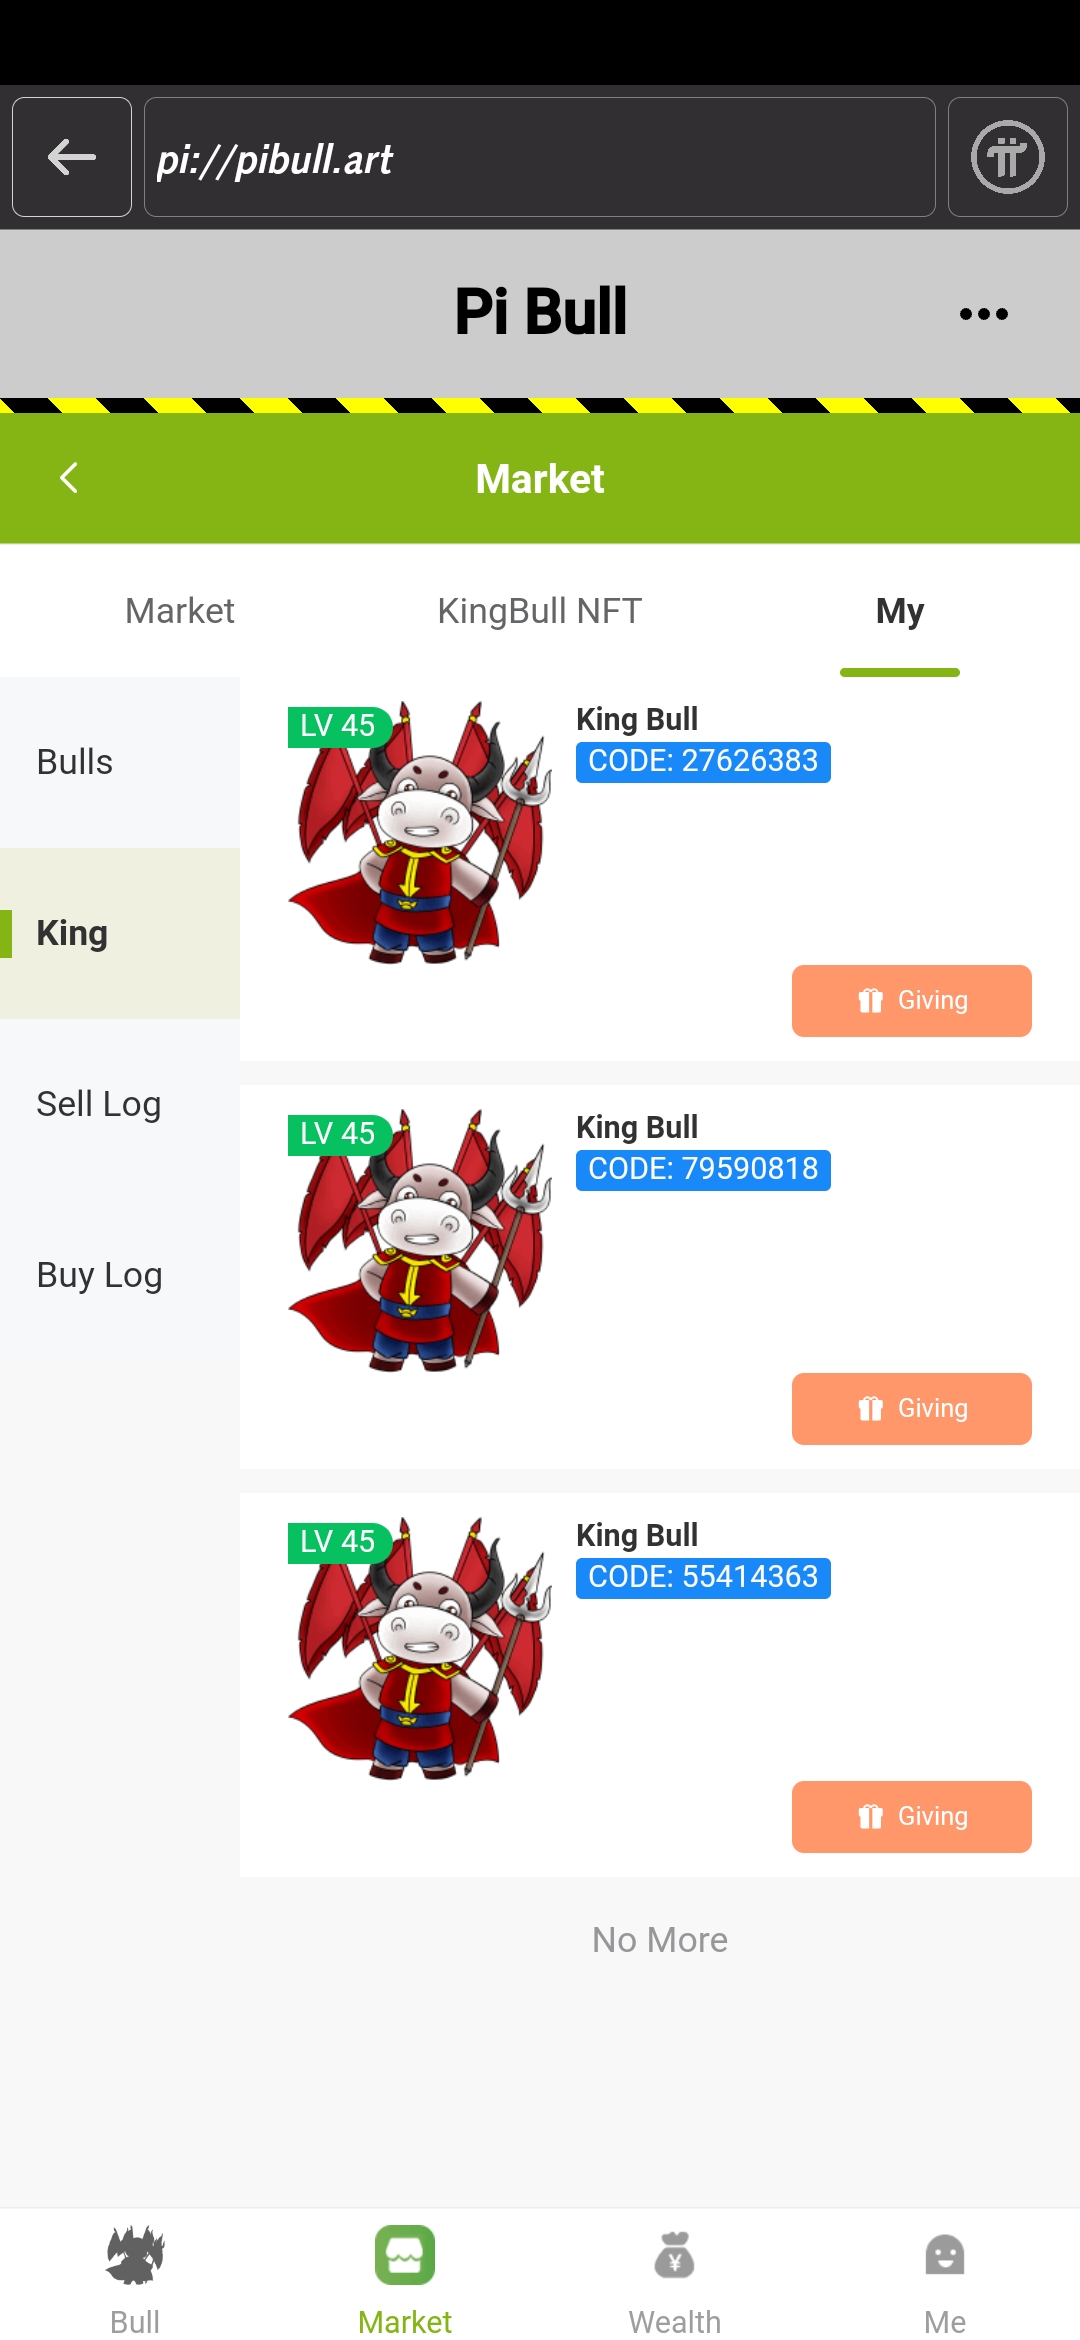 pi://pibull.art
Pi Bull
Market
Market
KingBull NFT
My
Bulls
King
Sell Log
Buy Log
LV 45
King Bull
CODE: 27626383
Giving
LV 45
King Bull
CODE: 79590818
Giving
LV 45
King Bull
CODE: 55414363
Giving
No More
Bull
Market
¥
Wealth
Me